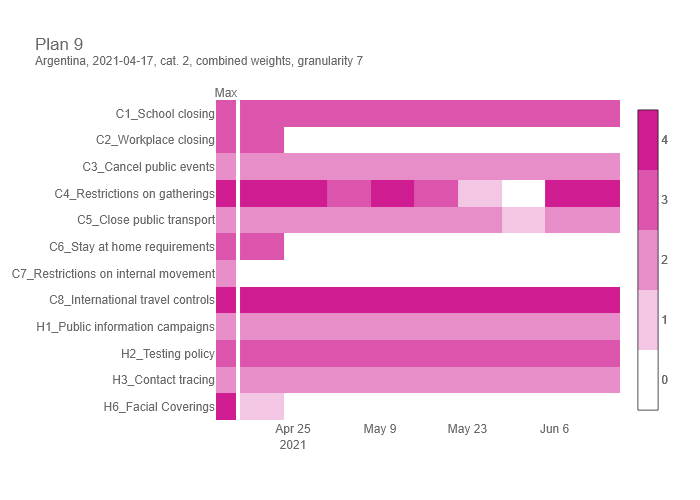 Plan 9
Argentina, 2021-04-17, cat. 2, combined weights, granularity 7
Max
C1_School closing
C2_Workplace closing
C3_Cancel public events
C4_Restrictions on gatherings
C5_Close public transport
C6_Stay at home requirements
C7_Restrictions on internal movement
C8_International travel controls
H1_Public information campaigns
H2_Testing policy
H3_Contact tracing
H6_Facial Coverings
Apr 25 May 9 May 23 Jun 6
2021
4
3
2
1
0